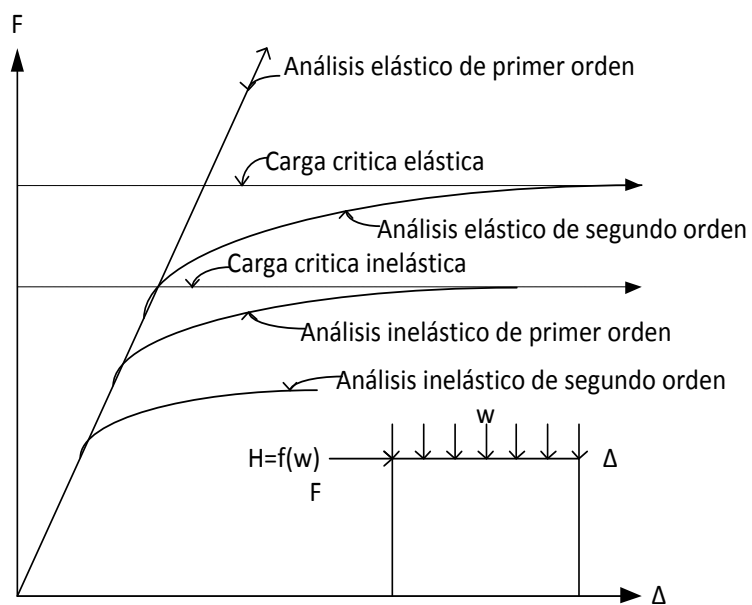 F
Análisis elástico de primer orden
Carga critica elástica
Análisis elástico de segundo orden
Carga critica inelástica
Análisis inelástico de primer orden
Análisis inelástico de segundo orden
w
H=f(w)
Δ
F
Δ